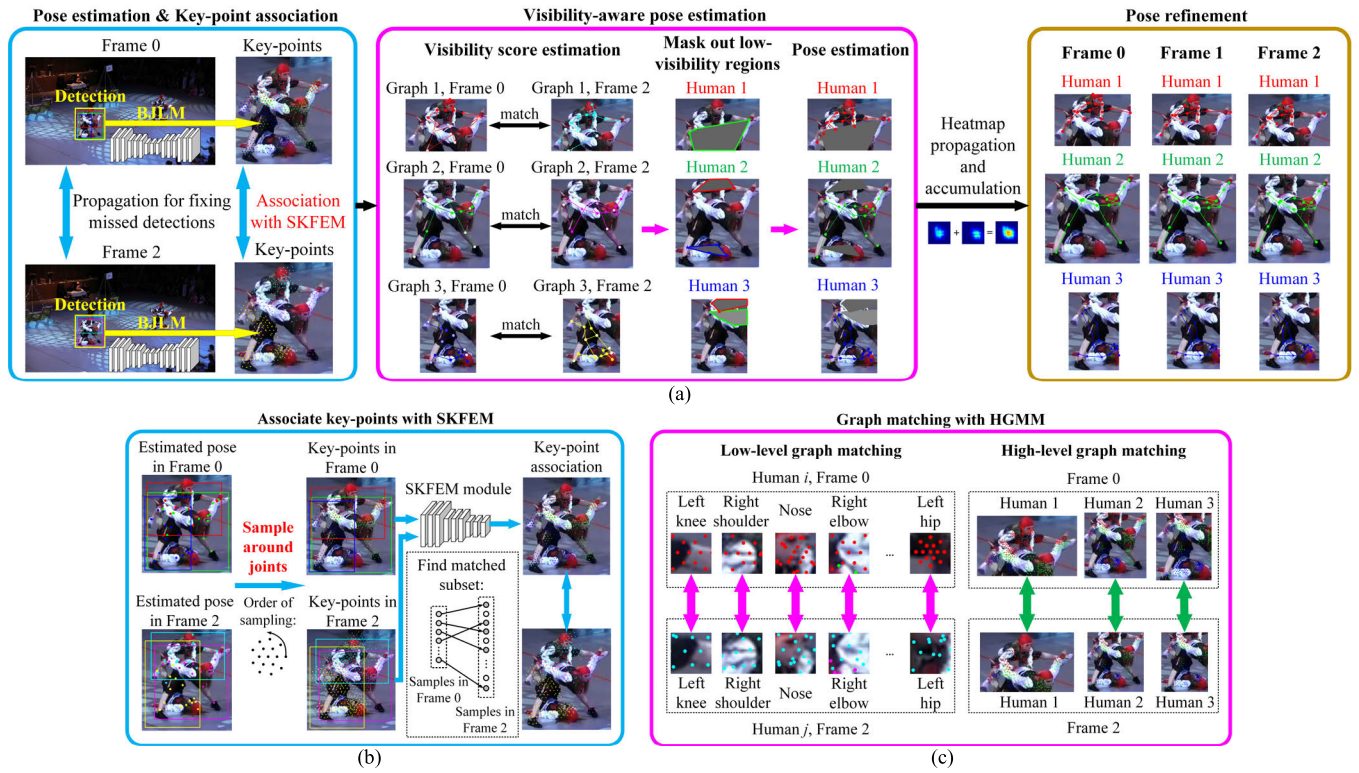 Pose estimation & Key-point association
Frame 0
Key-points
Detection
BJLM
Propagation for fixing
missed detections
Association
with SKFEM
Frame 2
Key-points
Detection
BJLM
Visibility-aware pose estimation
Visibility score estimation
Mask out low-
visibility regions
Pose estimation
Graph 1, Frame 0
match
Graph 1, Frame 2
Human 1
Human 1
Graph 2, Frame 0
match
Graph 2, Frame 2
Human 2
Human 2
Graph 3, Frame 0
match
Graph 3, Frame 2
Human 3
Human 3
Heatmap
propagation
and
accumulation
+ =
Pose refinement
Frame 0
Frame 1
Frame 2
Human 1
Human 1
Human 1
Human 2
Human 2
Human 2
Human 3
Human 3
Human 3
(a)
Associate key-points with SKFEM
Estimated pose
in Frame 0
Key-points in
Frame 0
SKFEM module
Key-point
association
Sample
around
joints
Order of
sampling:
Estimated pose
in Frame 2
Key-points in
Frame 2
Find matched
subset:
Samples in
Frame 0
Samples in
Frame 2
(b)
Graph matching with HGMM
Low-level graph matching
Human i, Frame 0
Left
knee
Right
shoulder
Nose
Right
elbow
Left
hip
...
...
Left
knee
Right
shoulder
Nose
Right
elbow
Left
hip
Human j, Frame 2
High-level graph matching
Frame 0
Human 1
Human 2
Human 3
Human 1
Human 2
Human 3
Frame 2
(c)